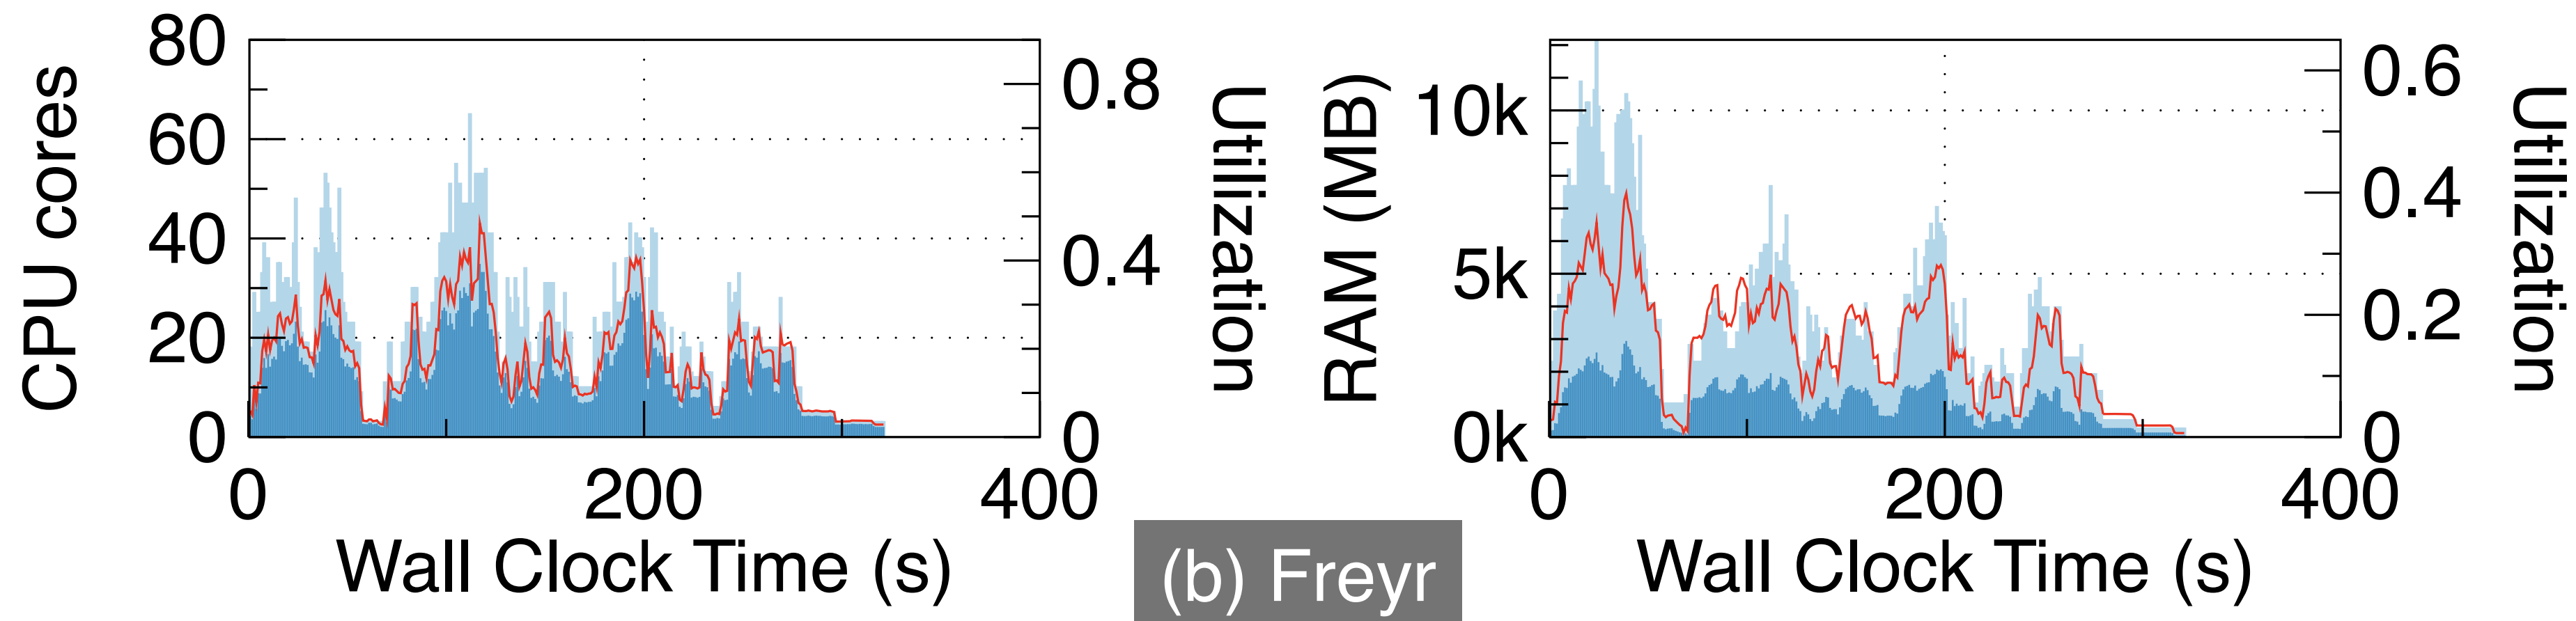 CPU cores
80
60
40
20
0
0.8
0.4
0
Utilization
0
200
400
Wall Clock Time (s)
RAM (MB)
10k
5k
0k
0.6
0.4
0.2
0
Utilization
0
200
400
Wall Clock Time (s)
(b) Freyr